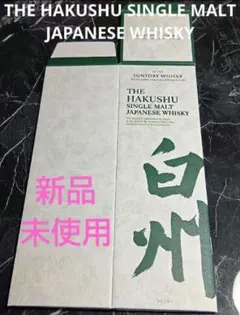 THE HAKUSHU SINGLE MALT
JAPANESE WHISKY
SUNTORY WHISKY
THE
HAKUSHU
SINGLE MALT
JAPANESE WHISKY
白州
新品
未使用